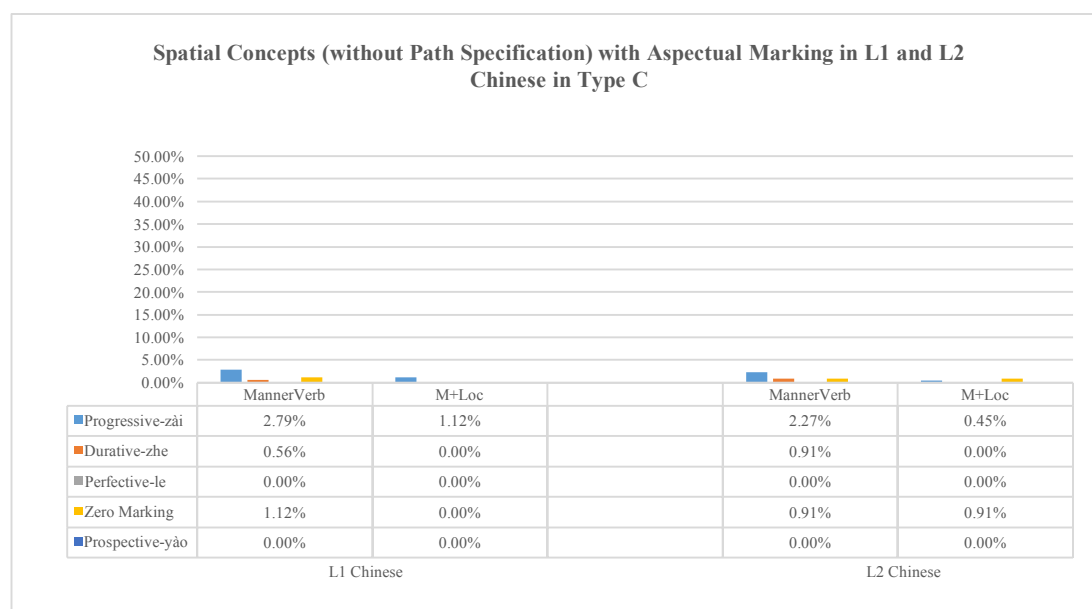 Spatial Concepts (without Path Specification) with Aspectual Marking in L1 and L2
Chinese in Type C
50.00%
45.00%
40.00%
35.00%
30.00%
25.00%
20.00%
15.00%
10.00%
5.00%
0.00%
MannerVerb M+Loc MannerVerb M+Loc
Progressive-zài 2.79% 1.12% 2.27% 0.45%
Durative-zhe 0.56% 0.00% 0.91% 0.00%
Perfective-le 0.00% 0.00% 0.00% 0.00%
Zero Marking 1.12% 0.00% 0.91% 0.91%
Prospective-yào 0.00% 0.00% 0.00% 0.00%
L1 Chinese L2 Chinese